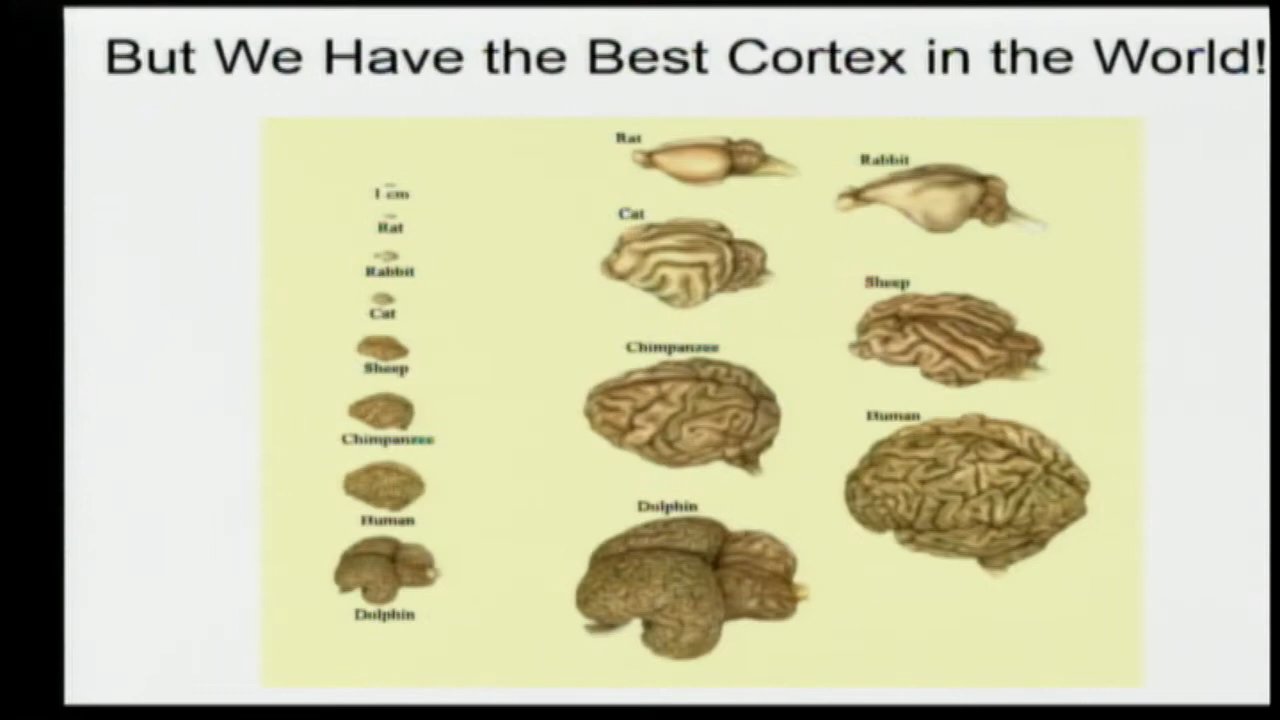 But We Have the Best Cortex in the World!
1 cm
Rat
Rabbit
Cat
Sheep
Chimpanzee
Human
Dolphin
Rat
Rabbit
Cat
Sheep
Chimpanzee
Human
Dolphin